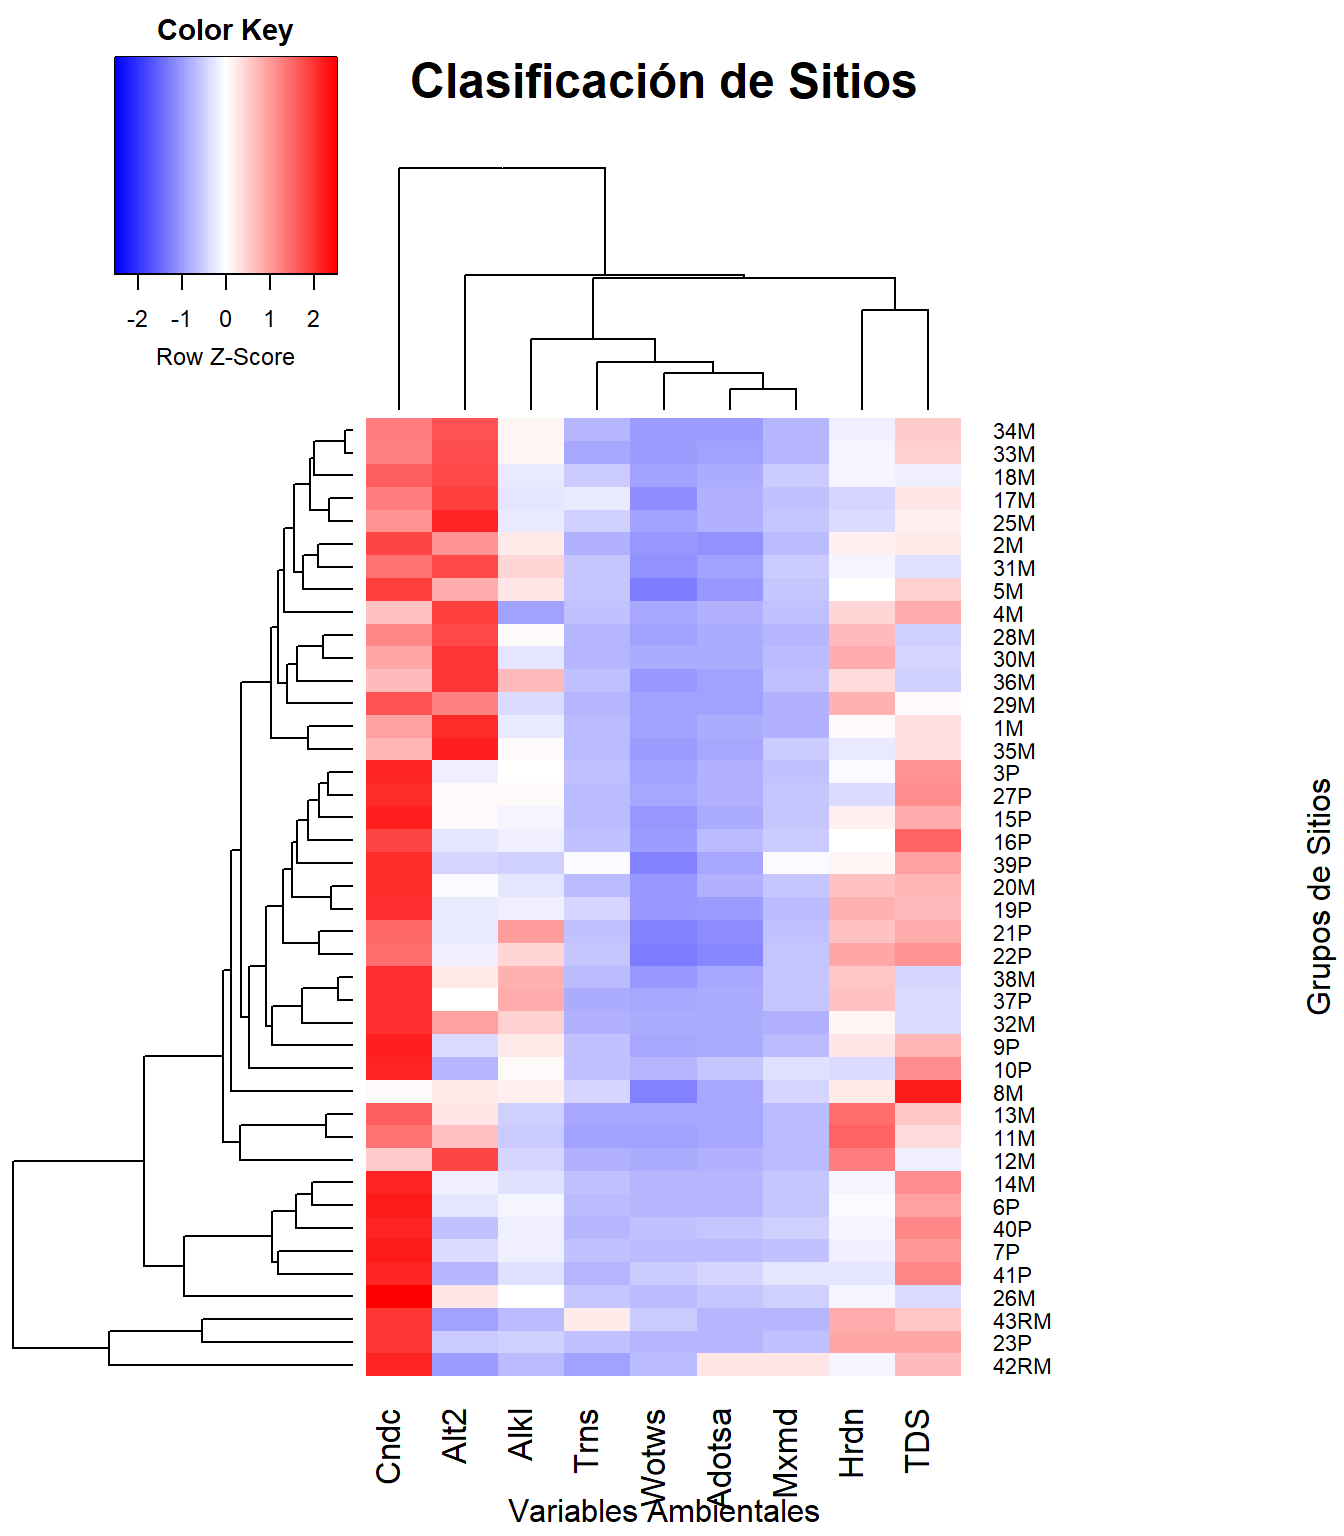 Color Key
Clasificación de Sitios
-2 -1 0 1 2
Row Z-Score
34M
33M
18M
17M
25M
2M
31M
5M
4M
28M
30M
36M
29M
1M
35M
3P
27P
15P
16P
39P
20M
19P
21P
22P
38M
37P
32M
9P
10P
8M
13M
11M
12M
14M
6P
40P
7P
41P
26M
43RM
23P
42RM
Grupos de Sitios
Cndc
Alt2
Alkl
Trns
Wotws
Adotsa
Mxmd
Hrdn
TDS
Variables Ambientales